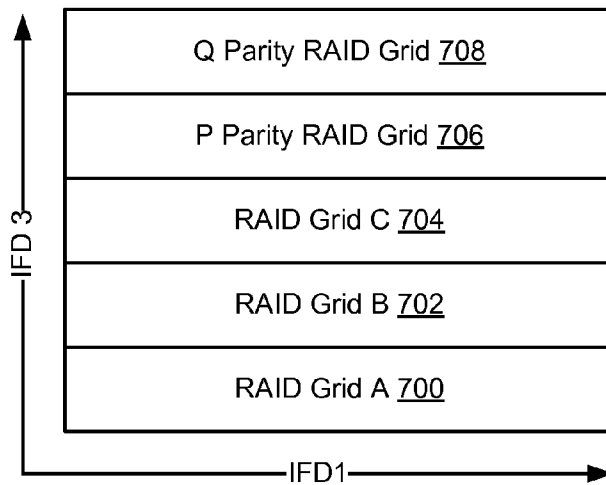 Q Parity RAID Grid 708
P Parity RAID Grid 706
RAID Grid C 704
RAID Grid B 702
RAID Grid A 700
IFD 3
IFD1